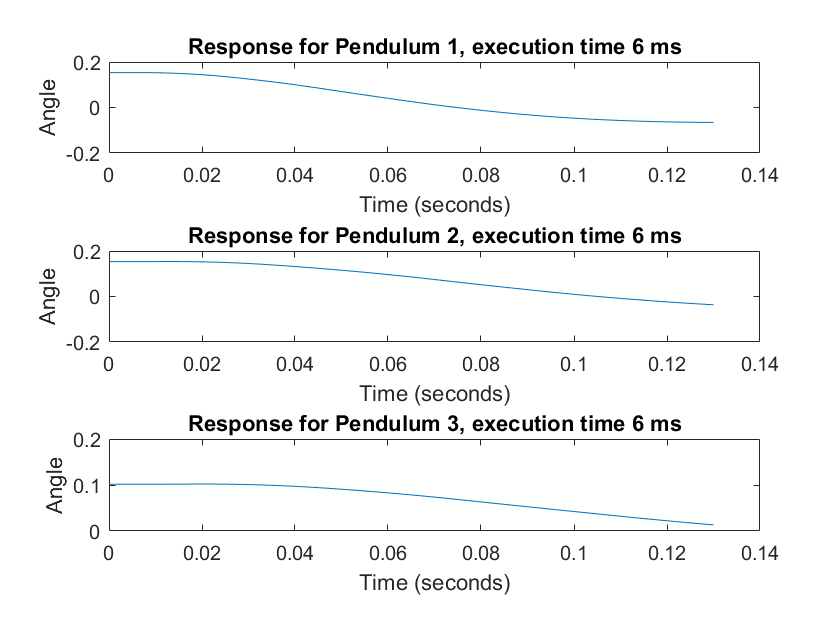 Response for Pendulum 1, execution time 6 ms
0.2
0
-0.2
Angle
0 0.02 0.04 0.06 0.08 0.1 0.12 0.14
Time (seconds)
Response for Pendulum 2, execution time 6 ms
0.2
0
-0.2
Angle
0 0.02 0.04 0.06 0.08 0.1 0.12 0.14
Time (seconds)
Response for Pendulum 3, execution time 6 ms
0.2
0.1
0
Angle
0 0.02 0.04 0.06 0.08 0.1 0.12 0.14
Time (seconds)